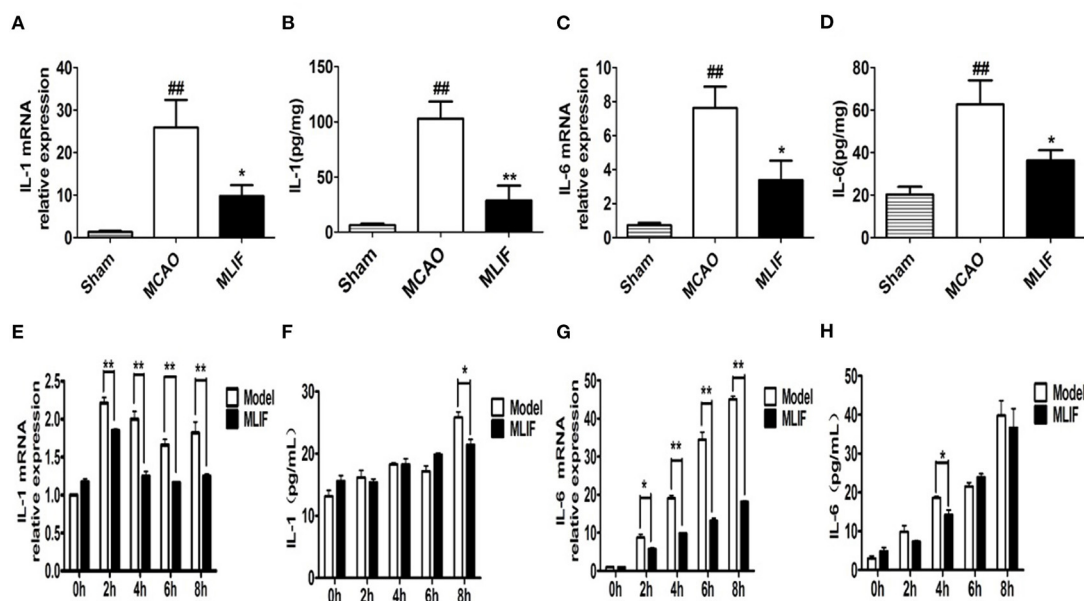 A
IL-1 mRNA
relative expression
40
30
20
10
0
##
*
Sham
MCAO
MLIF
B
IL-1(pg/mg)
150
100
50
0
##
**
Sham
MCAO
MLIF
C
IL-6 mRNA
relative expression
8
6
4
2
0
##
*
Sham
MCAO
MLIF
D
IL-6(pg/mg)
80
60
40
20
0
##
*
Sham
MCAO
MLIF
E
IL-1 mRNA
relative expression
2.5
2.0
1.5
1.0
0.5
0.0
** ** ** **
Model
MLIF
0h 2h 4h 6h 8h
F
IL-1 (pg/mL)
30
20
10
0
*
Model
MLIF
0h 2h 4h 6h 8h
G
IL-6 mRNA
relative expression
50
40
30
20
10
0
* ** ** **
Model
MLIF
0h 2h 4h 6h 8h
H
IL-6 (pg/mL)
50
40
30
20
10
0
*
Model
MLIF
0h 2h 4h 6h 8h